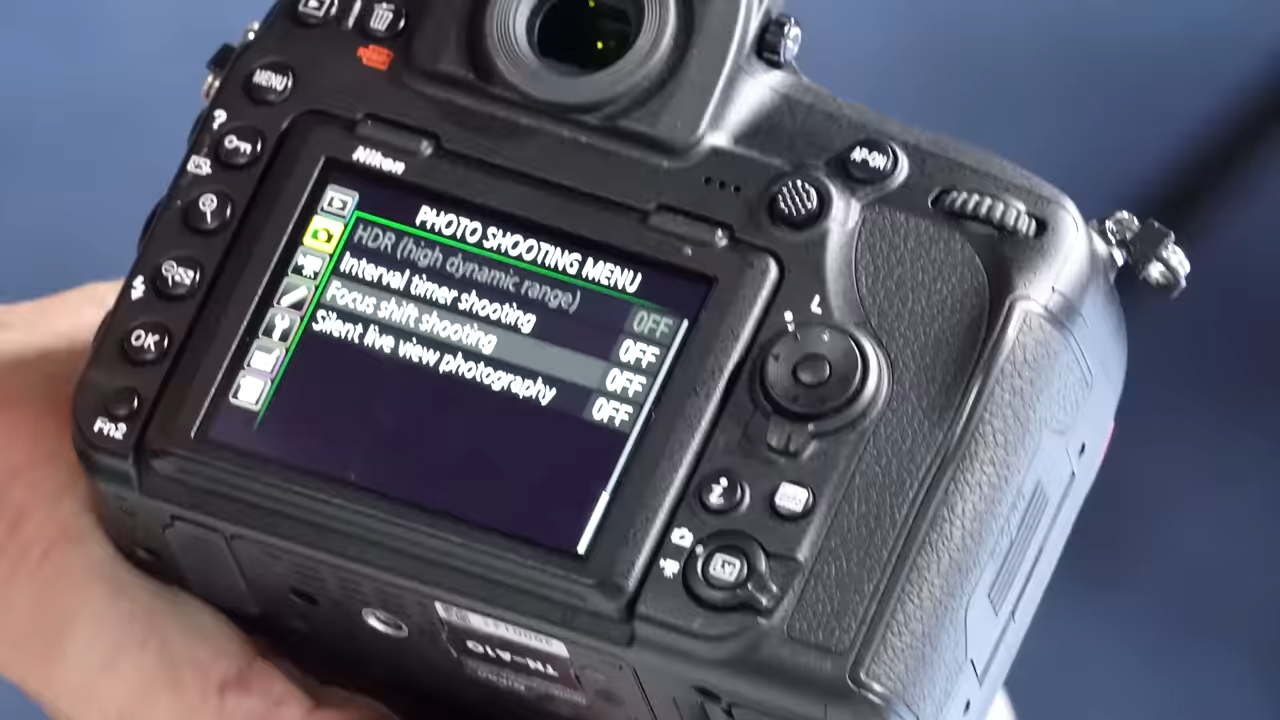 MENU
?
AF-ON
Nikon
PHOTO SHOOTING MENU
HDR (high dynamic range) OFF
Interval timer shooting OFF
Focus shift shooting OFF
Silent live view photography OFF
L
OK
Fn2
i
Lv
TN-A10